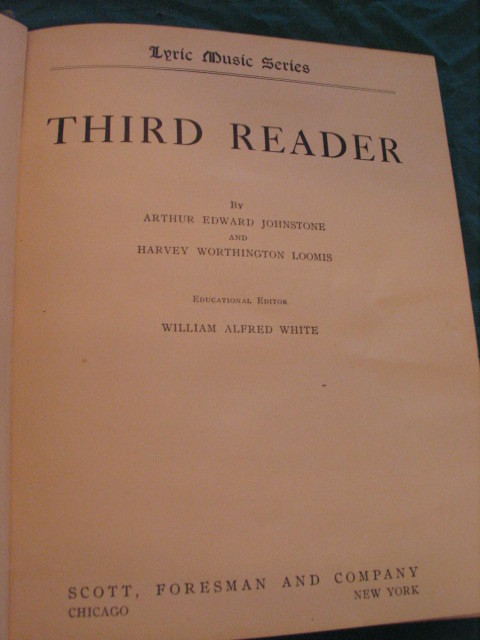 Lyric Music Series
THIRD READER
BY
ARTHUR EDWARD JOHNSTONE
AND
HARVEY WORTHINGTON LOOMIS
EDUCATIONAL EDITOR
WILLIAM ALFRED WHITE
SCOTT, FORESMAN AND COMPANY
CHICAGO NEW YORK